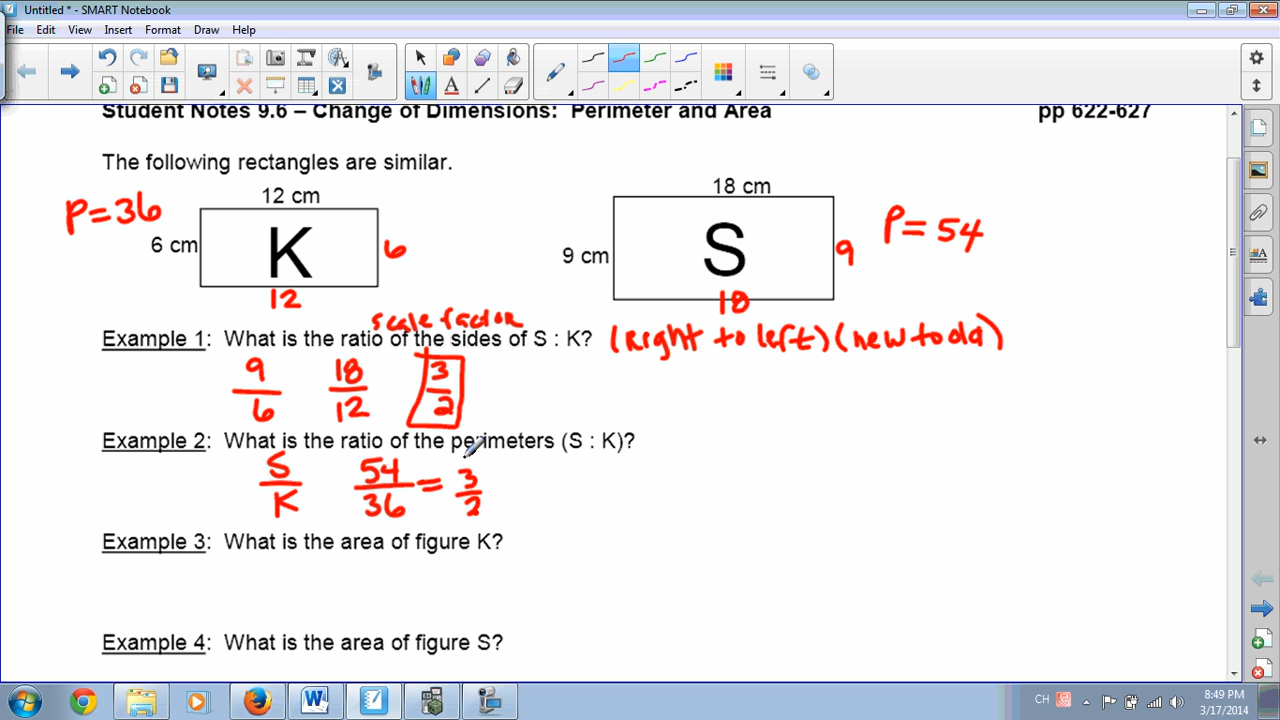 Untitled * - SMART Notebook
File Edit View Insert Format Draw Help
Student Notes 9.6 – Change of Dimensions: Perimeter and Area pp 622-627
The following rectangles are similar.
P=36
12 cm
6 cm
K
6
12
18 cm
9 cm
S
9
18
P= 54
scale factor
Example 1: What is the ratio of the sides of S : K? (right to left) (new to old)
9/6 18/12 3/2
Example 2: What is the ratio of the perimeters (S : K)?
S/K 54/36 = 3/2
Example 3: What is the area of figure K?
Example 4: What is the area of figure S?
CH
8:49 PM
3/17/2014